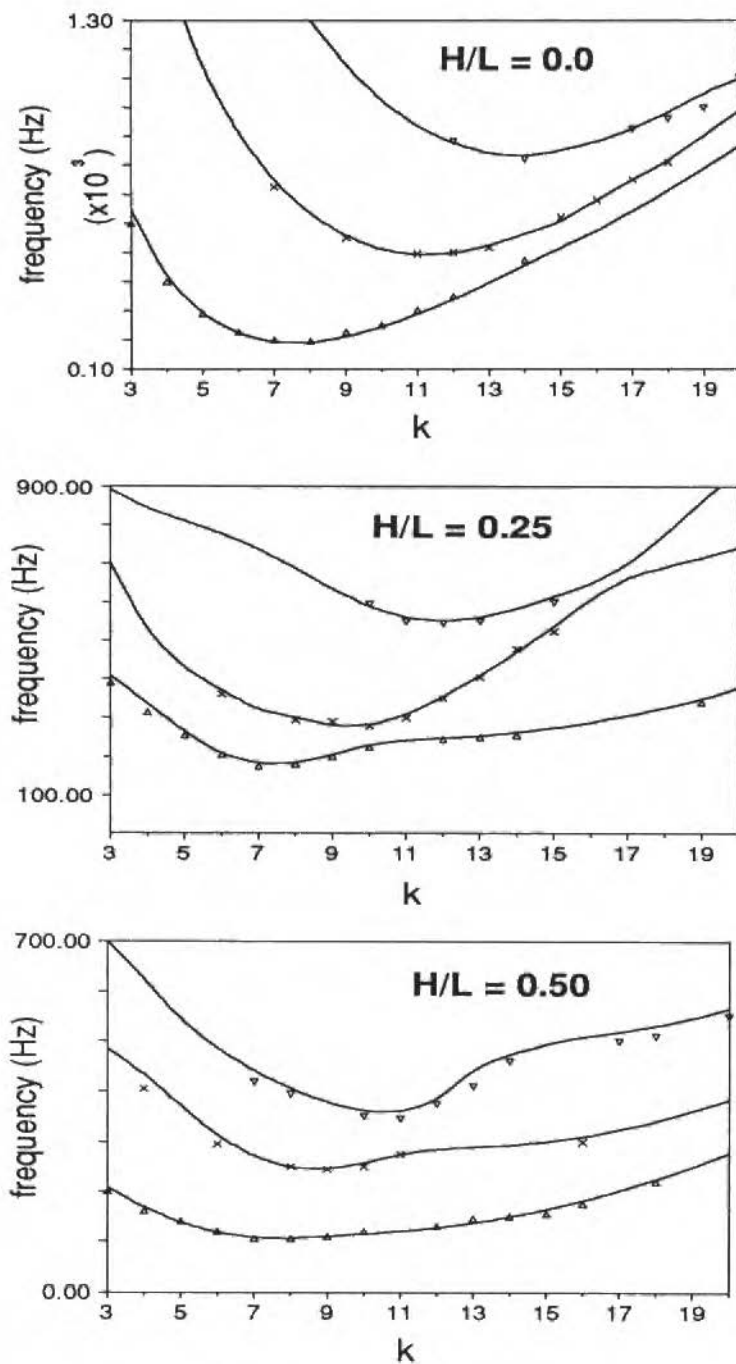 1.30
H/L = 0.0
frequency (Hz)
(x10³)
0.10
3 5 7 9 11 13 15 17 19
k
900.00
H/L = 0.25
frequency (Hz)
100.00
3 5 7 9 11 13 15 17 19
k
700.00
H/L = 0.50
frequency (Hz)
0.00
3 5 7 9 11 13 15 17 19
k